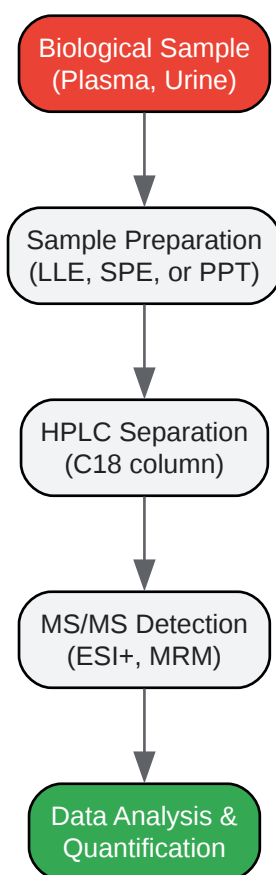 Biological Sample
(Plasma, Urine)
Sample Preparation
(LLE, SPE, or PPT)
HPLC Separation
(C18 column)
MS/MS Detection
(ESI+, MRM)
Data Analysis &
Quantification